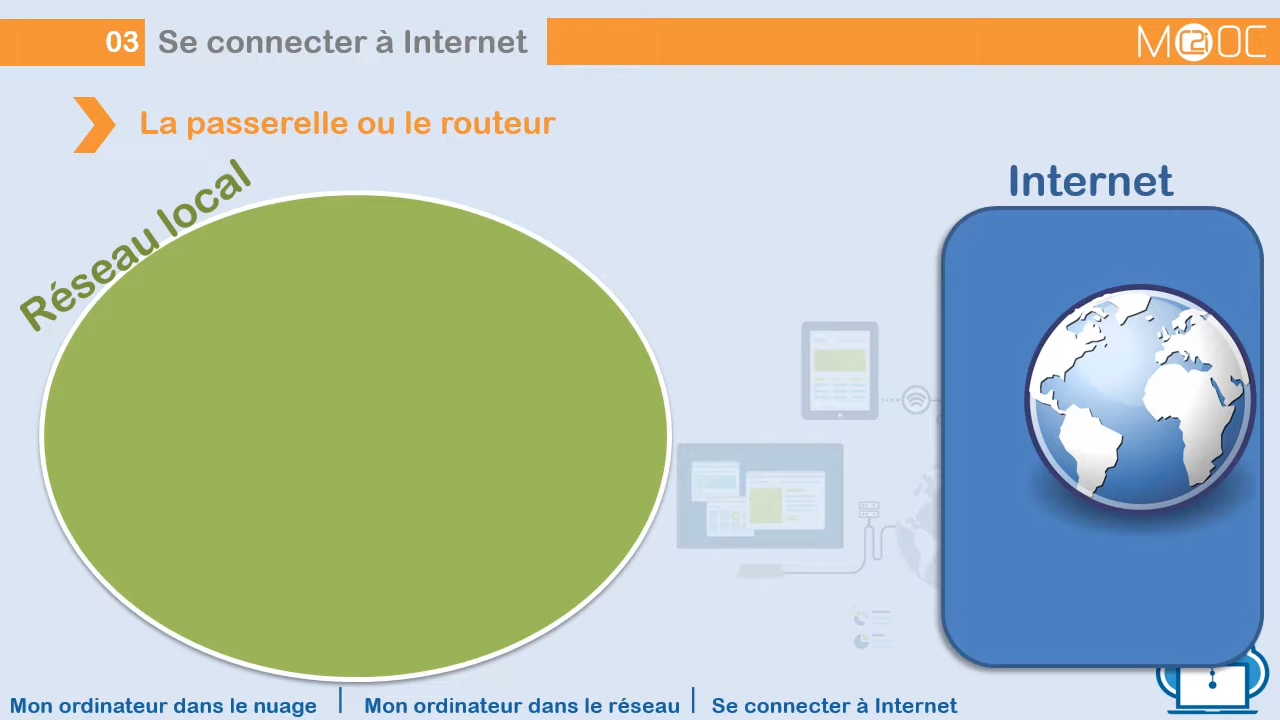 03 Se connecter à Internet
MC2iOOC
La passerelle ou le routeur
Réseau local
Internet
Mon ordinateur dans le nuage | Mon ordinateur dans le réseau | Se connecter à Internet